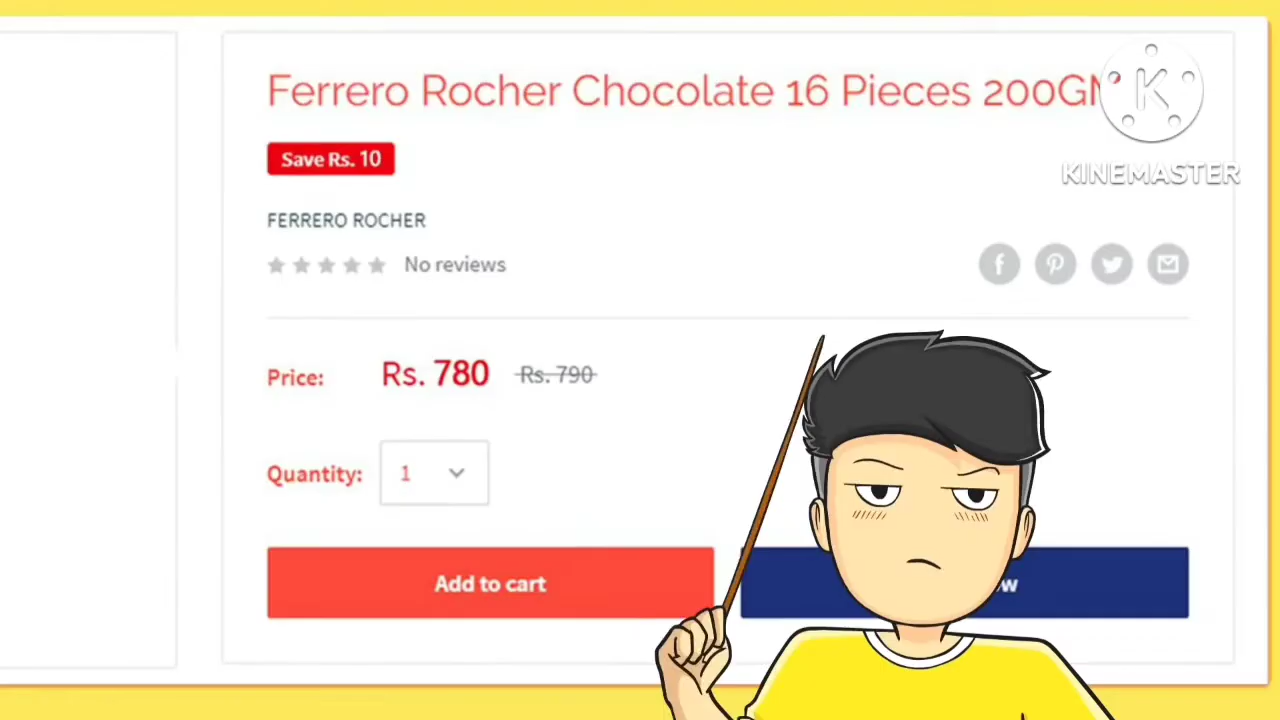 Ferrero Rocher Chocolate 16 Pieces 200GM
K
KINEMASTER
Save Rs. 10
FERRERO ROCHER
No reviews
Price: Rs. 780 Rs. 790
Quantity: 1
Add to cart